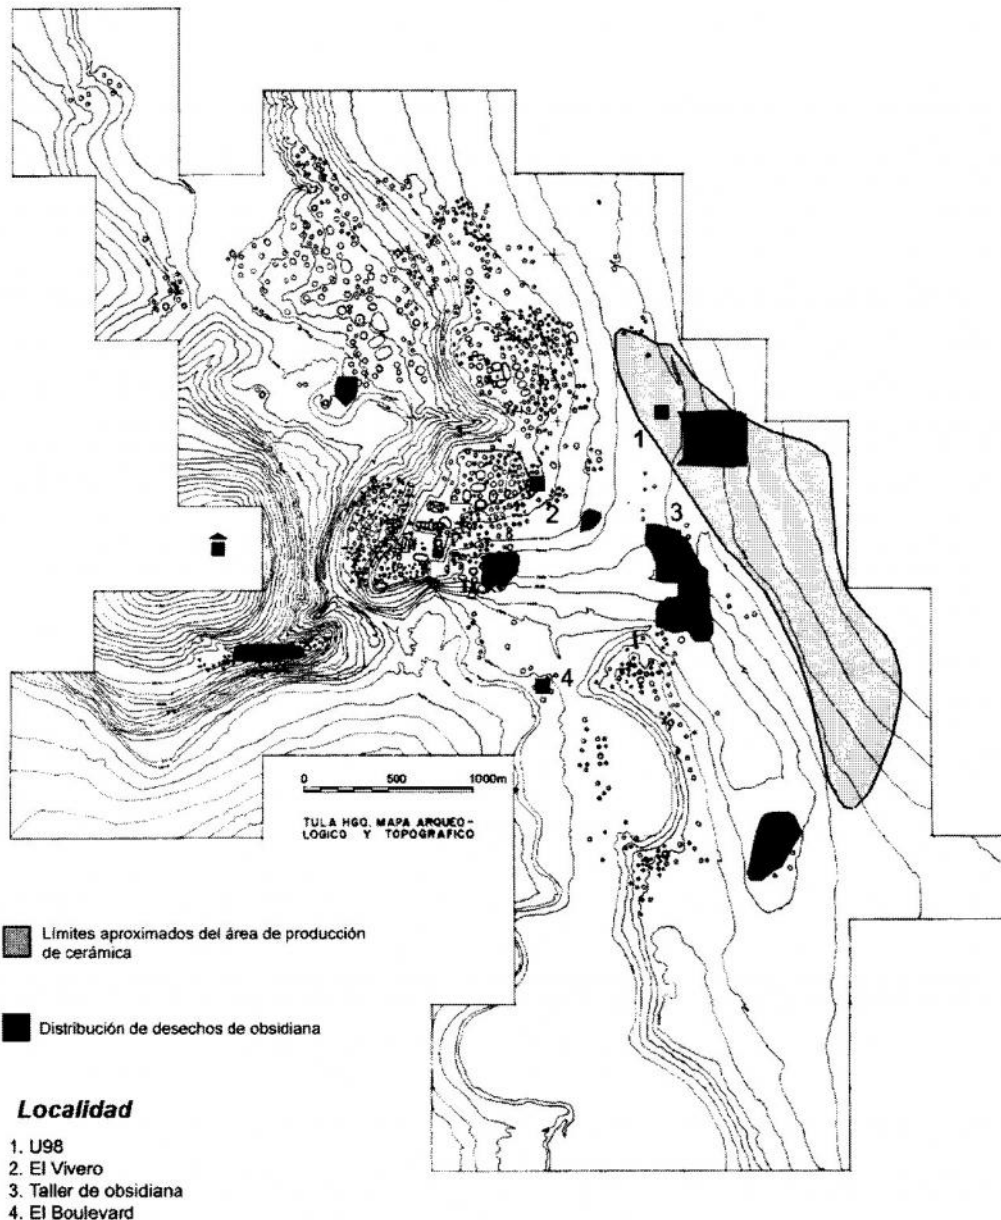 1
2
3
4
0 500 1000m
TULA HGO. MAPA ARQUEO-
LOGICO Y TOPOGRAFICO
Límites aproximados del área de producción
de cerámica
Distribución de desechos de obsidiana
Localidad
1. U98
2. El Vivero
3. Taller de obsidiana
4. El Boulevard